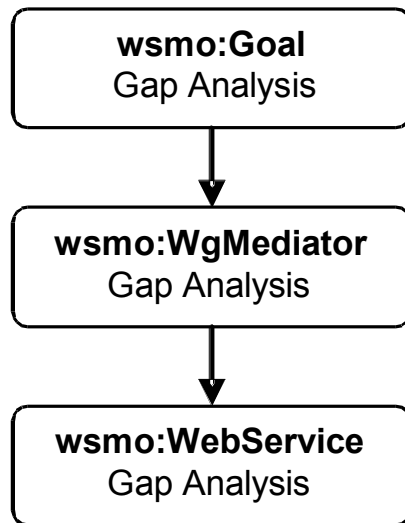 wsmo:Goal
Gap Analysis
wsmo:WgMediator
Gap Analysis
wsmo:WebService
Gap Analysis